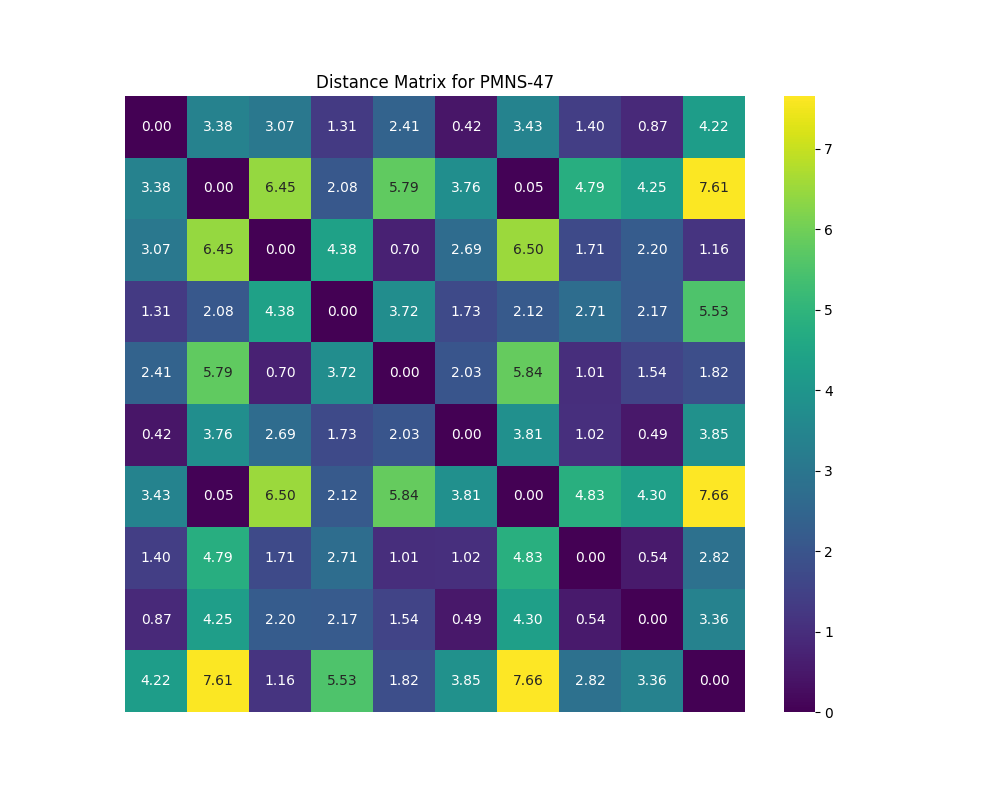 Distance Matrix for PMNS-47
0.00 3.38 3.07 1.31 2.41 0.42 3.43 1.40 0.87 4.22
3.38 0.00 6.45 2.08 5.79 3.76 0.05 4.79 4.25 7.61
3.07 6.45 0.00 4.38 0.70 2.69 6.50 1.71 2.20 1.16
1.31 2.08 4.38 0.00 3.72 1.73 2.12 2.71 2.17 5.53
2.41 5.79 0.70 3.72 0.00 2.03 5.84 1.01 1.54 1.82
0.42 3.76 2.69 1.73 2.03 0.00 3.81 1.02 0.49 3.85
3.43 0.05 6.50 2.12 5.84 3.81 0.00 4.83 4.30 7.66
1.40 4.79 1.71 2.71 1.01 1.02 4.83 0.00 0.54 2.82
0.87 4.25 2.20 2.17 1.54 0.49 4.30 0.54 0.00 3.36
4.22 7.61 1.16 5.53 1.82 3.85 7.66 2.82 3.36 0.00
7
6
5
4
3
2
1
0